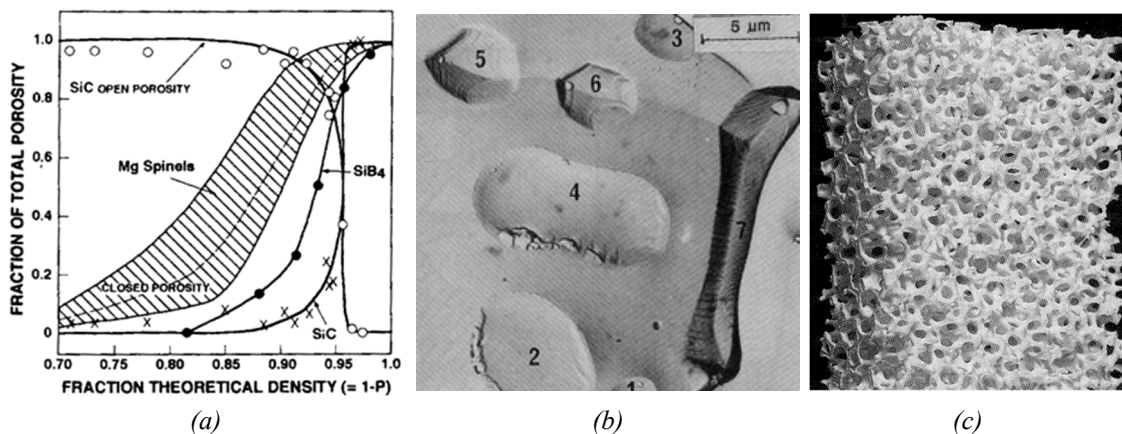 1.0
SiC OPEN POROSITY
0.8
Mg Spinels
0.6
SiB4
0.4
0.2
CLOSED POROSITY
SiC
0
0.70 0.75 0.80 0.85 0.90 0.95 1.0
FRACTION OF TOTAL POROSITY
FRACTION THEORETICAL DENSITY (= 1-P)
(a)
5
3
5 µm
6
4
7
2
1
(b)
(c)